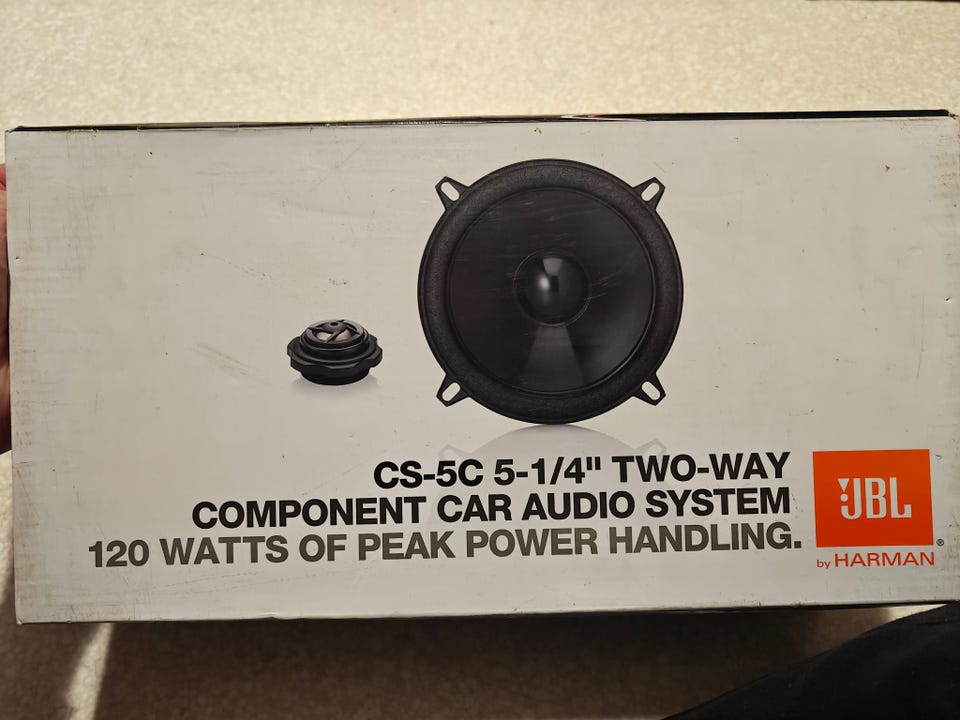 CS-5C 5-1/4" TWO-WAY
COMPONENT CAR AUDIO SYSTEM
120 WATTS OF PEAK POWER HANDLING.
JBL
®
by HARMAN